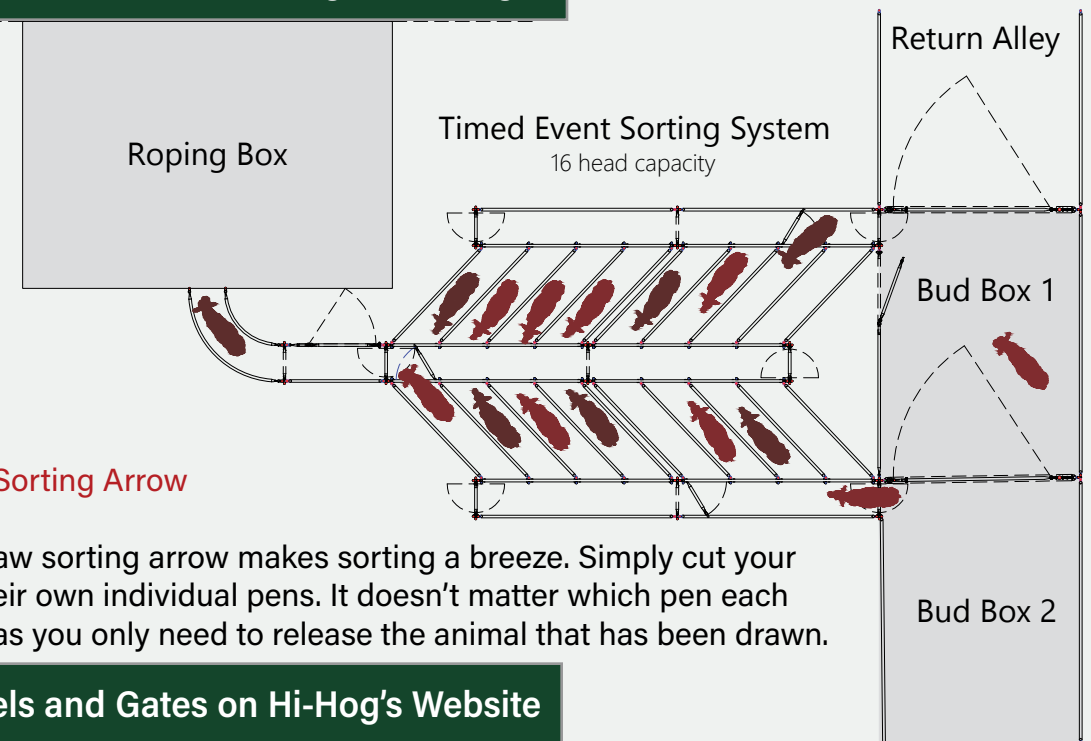 Return Alley
Timed Event Sorting System
16 head capacity
Roping Box
Bud Box 1
Sorting Arrow
aw sorting arrow makes sorting a breeze. Simply cut your
eir own individual pens. It doesn’t matter which pen each
as you only need to release the animal that has been drawn.
Bud Box 2
els and Gates on Hi-Hog’s Website